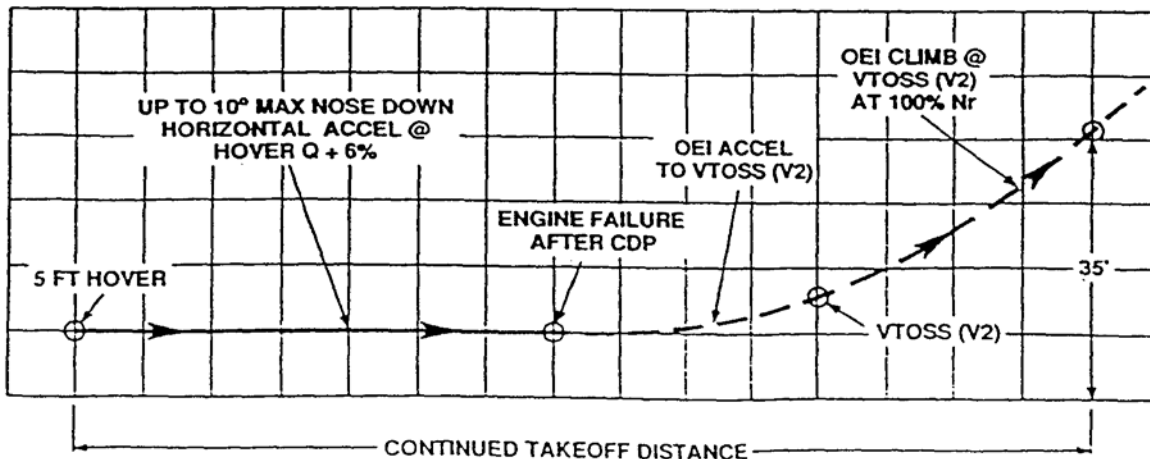 UP TO 10° MAX NOSE DOWN
HORIZONTAL ACCEL @
HOVER Q + 6%
OEI CLIMB @
VTOSS (V2)
AT 100% Nr
OEI ACCEL
TO VTOSS (V2)
ENGINE FAILURE
AFTER CDP
5 FT HOVER
35'
VTOSS (V2)
CONTINUED TAKEOFF DISTANCE